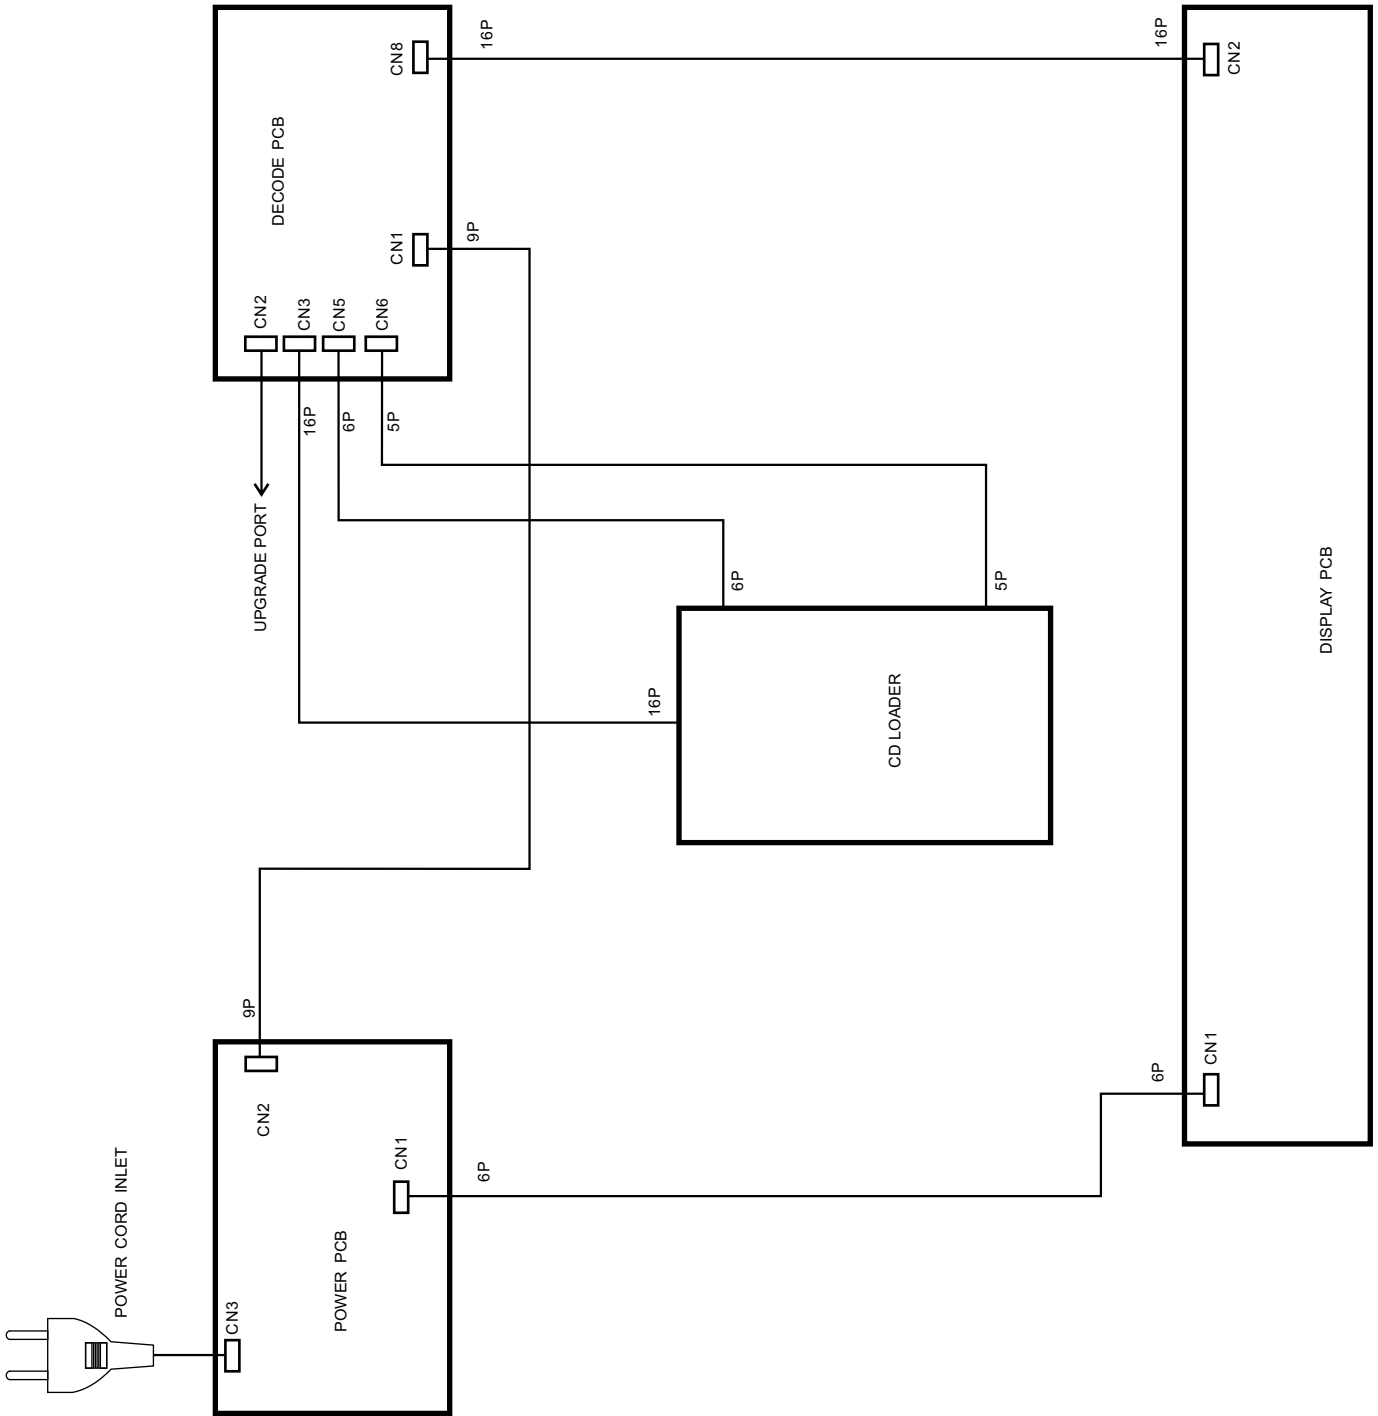 16P
CN8
DECODE PCB
CN1
9P
CN2
CN3
CN5
CN6
16P
6P
5P
UPGRADE PORT
16P
CN2
6P
5P
16P
CD LOADER
DISPLAY PCB
9P
CN2
CN1
6P
6P
CN1
POWER CORD INLET
CN3
POWER PCB